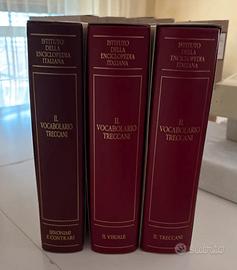 ISTITUTO
DELLA
ENCICLOPEDIA
ITALIANA
IL
VOCABOLARIO
TRECCANI
SINONIMI
E CONTRARI
ISTITUTO
DELLA
ENCICLOPEDIA
ITALIANA
IL
VOCABOLARIO
TRECCANI
IL VISUALE
ISTITUTO
DELLA
ENCICLOPEDIA
ITALIANA
IL
VOCABOLARIO
TRECCANI
IL TRECCANI
subito